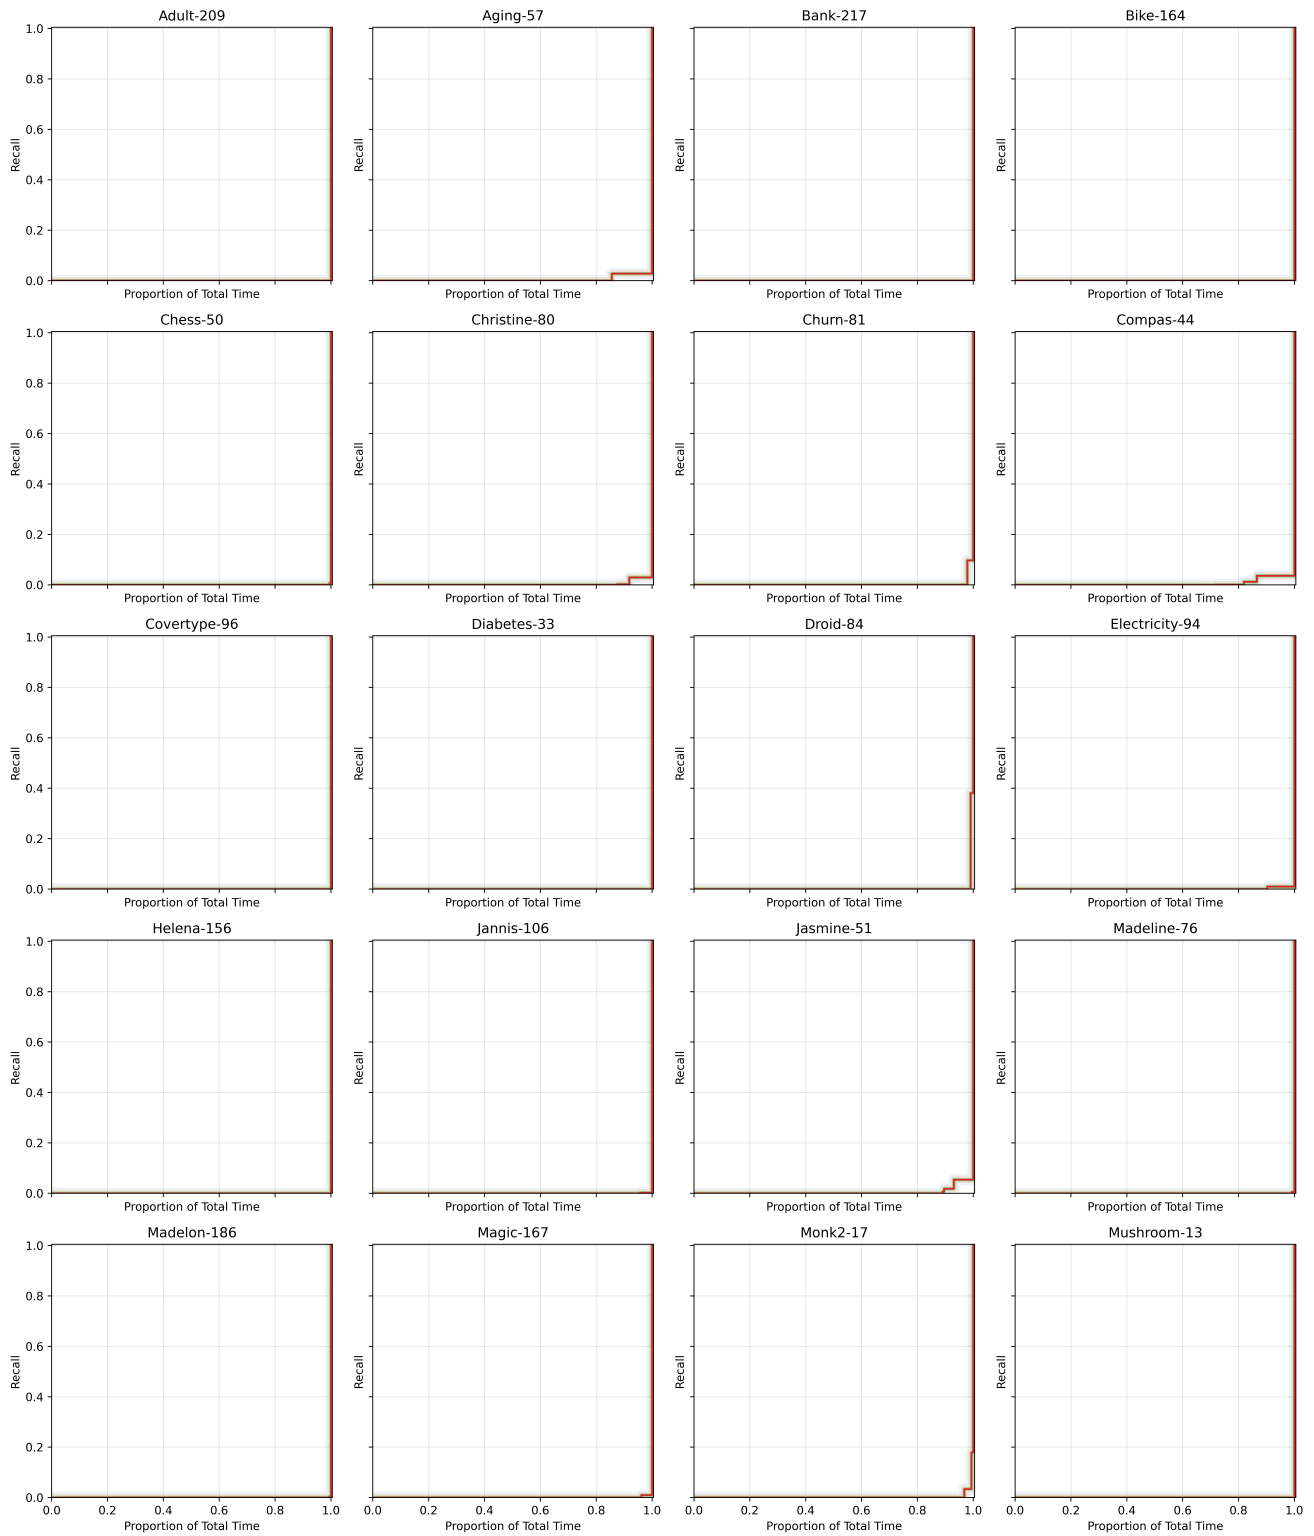 Adult-209 Aging-57 Bank-217 Bike-164
1.0
0.8
0.6
Recall Recall Recall Recall
0.4
0.2
0.0
Proportion of Total Time Proportion of Total Time Proportion of Total Time Proportion of Total Time
Chess-50 Christine-80 Churn-81 Compas-44
1.0
0.8
0.6
Recall Recall Recall Recall
0.4
0.2
0.0
Proportion of Total Time Proportion of Total Time Proportion of Total Time Proportion of Total Time
Covertype-96 Diabetes-33 Droid-84 Electricity-94
1.0
0.8
0.6
Recall Recall Recall Recall
0.4
0.2
0.0
Proportion of Total Time Proportion of Total Time Proportion of Total Time Proportion of Total Time
Helena-156 Jannis-106 Jasmine-51 Madeline-76
1.0
0.8
0.6
Recall Recall Recall Recall
0.4
0.2
0.0
Proportion of Total Time Proportion of Total Time Proportion of Total Time Proportion of Total Time
Madelon-186 Magic-167 Monk2-17 Mushroom-13
1.0
0.8
0.6
Recall Recall Recall Recall
0.4
0.2
0.0
0.0 0.2 0.4 0.6 0.8 1.0 0.0 0.2 0.4 0.6 0.8 1.0 0.0 0.2 0.4 0.6 0.8 1.0 0.0 0.2 0.4 0.6 0.8 1.0
Proportion of Total Time Proportion of Total Time Proportion of Total Time Proportion of Total Time